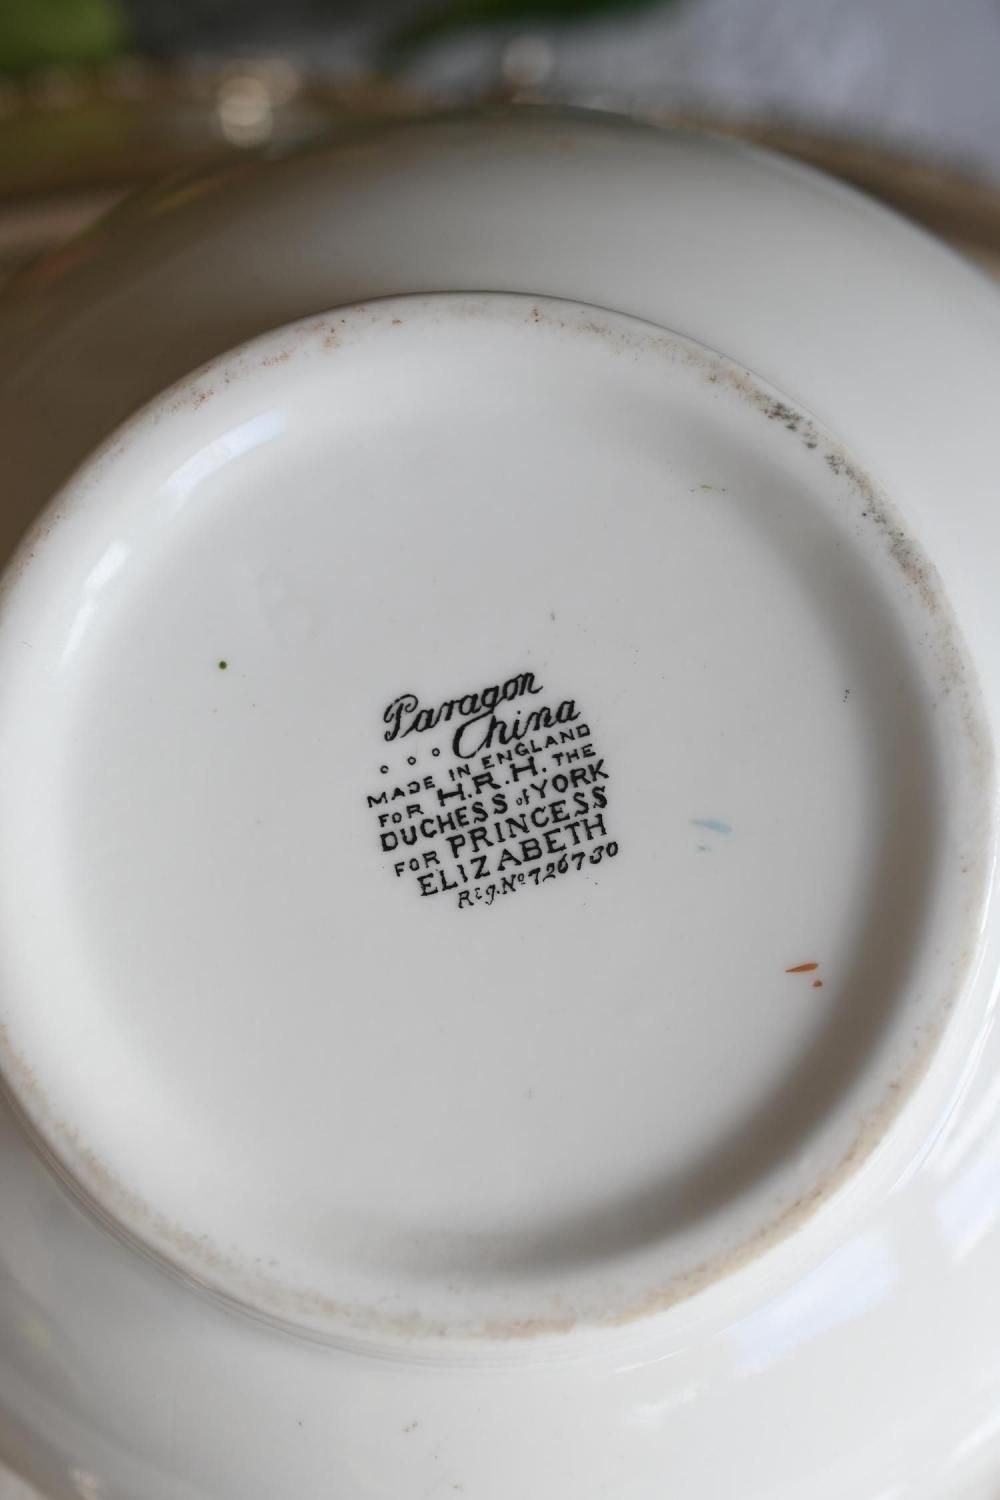 Paragon
... China
MADE IN ENGLAND
FOR H.R.H. THE
DUCHESS of YORK
FOR PRINCESS
ELIZABETH
Reg. No 726730